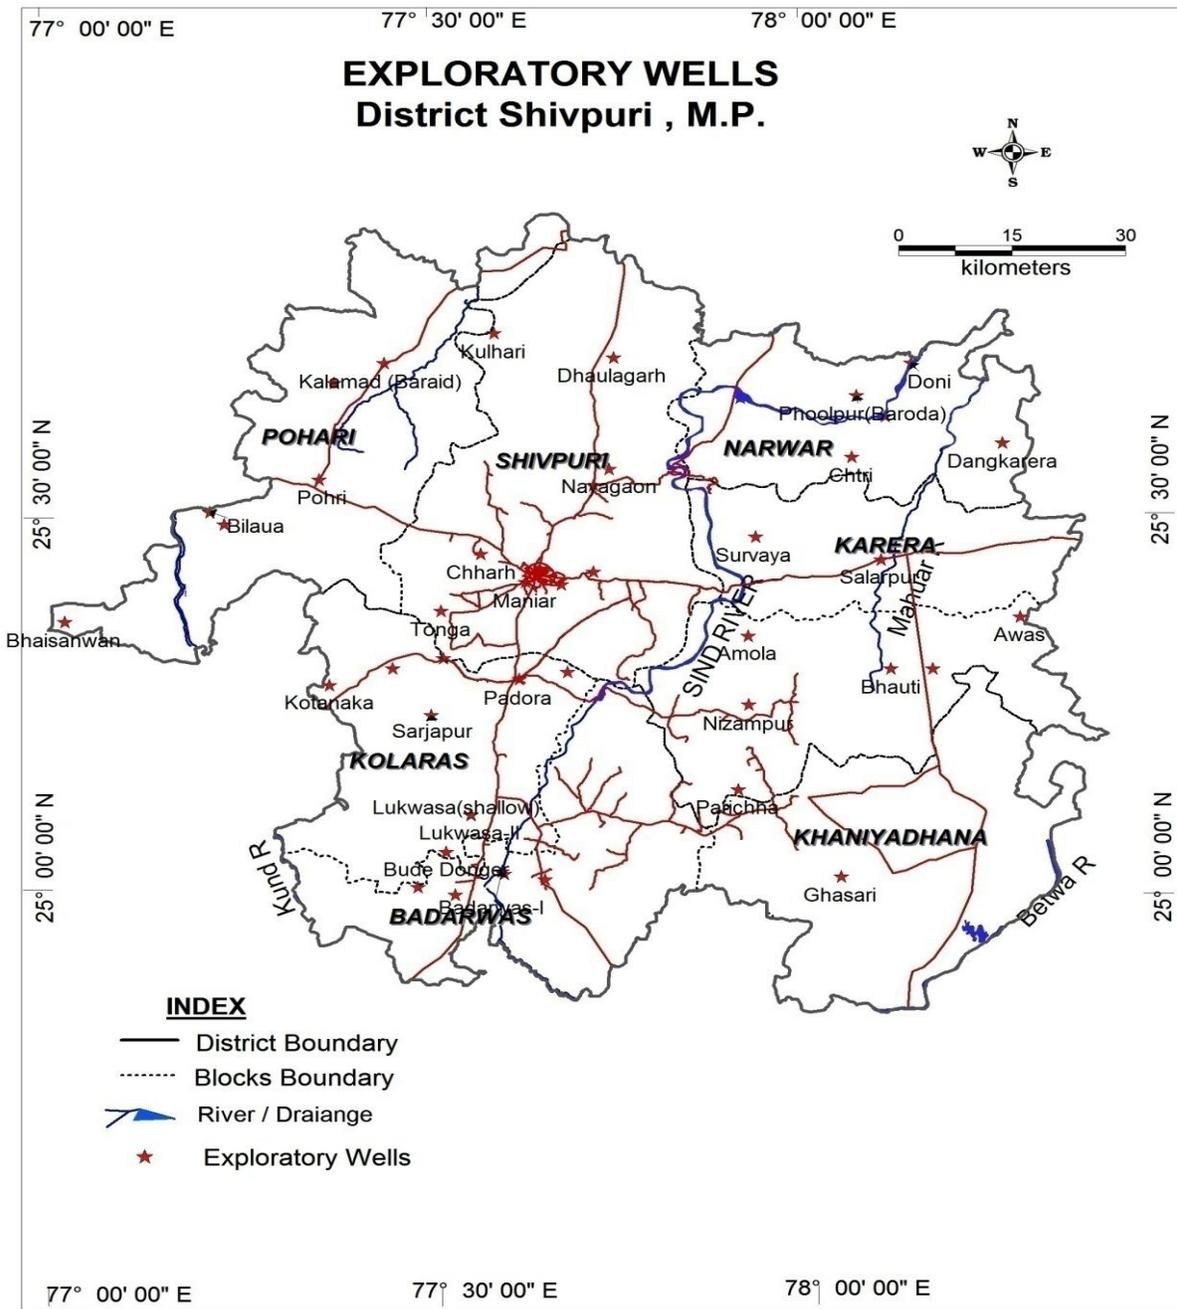 77° 00' 00" E
77° 30' 00" E
78° 00' 00" E
EXPLORATORY WELLS
District Shivpuri , M.P.
N
W E
S
0 15 30
kilometers
Kulhari
Dhaulagarh
Kalamad (Baraid)
Doni
Phoolpur(Baroda)
POHARI
NARWAR
SHIVPURI
Dangkarera
Chtri
Navagaon
Pohri
25° 30' 00" N
25° 30' 00" N
Bilaua
KARERA
Survaya
Chharh
Salarpur
Maniar
Mahuar R
Tonga
SIND RIVER
Awas
Bhaisanwan
Amola
Bhauti
Kotanaka
Padora
Nizampur
Sarjapur
KOLARAS
Lukwasa(shallow)
Patichha
Lukwasa-II
KHANIYADHANA
25° 00' 00" N
25° 00' 00" N
Kund R
Bude Donger
Ghasari
Betwa R
Badarwas-I
BADARWAS
INDEX
District Boundary
Blocks Boundary
River / Draiange
Exploratory Wells
77° 00' 00" E
77° 30' 00" E
78° 00' 00" E